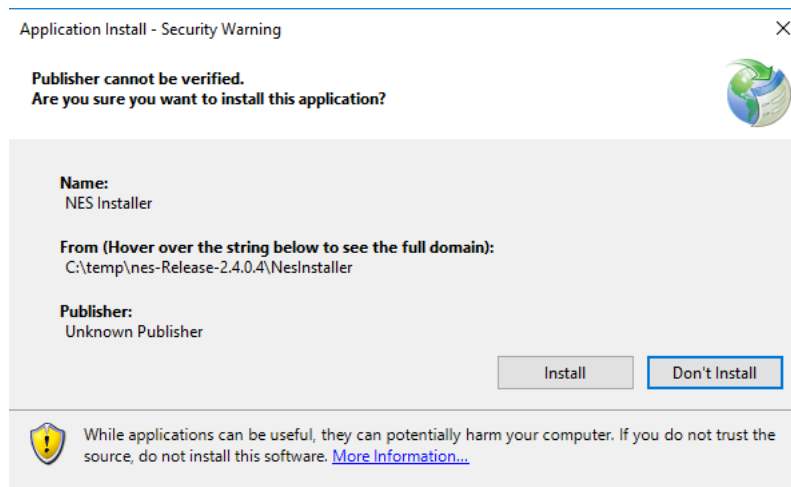 Application Install - Security Warning
Publisher cannot be verified.
Are you sure you want to install this application?
Name:
NES Installer
From (Hover over the string below to see the full domain):
C:\temp\nes-Release-2.4.0.4\NesInstaller
Publisher:
Unknown Publisher
Install
Don't Install
While applications can be useful, they can potentially harm your computer. If you do not trust the
source, do not install this software. More Information...